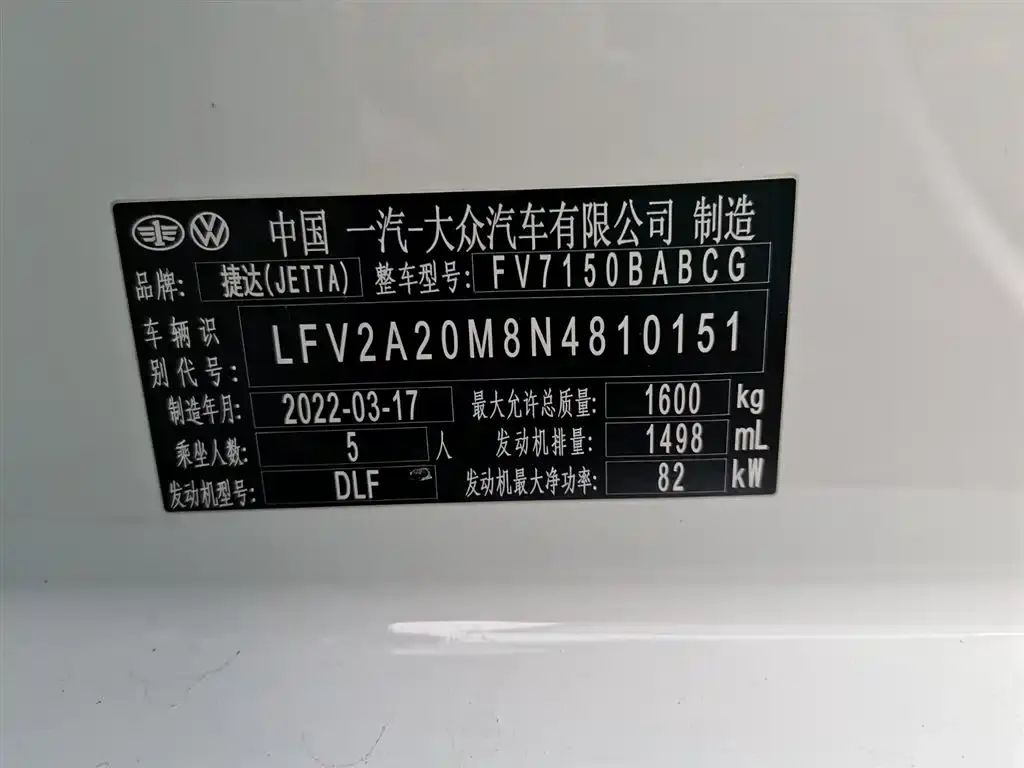 中国 一汽-大众汽车有限公司 制造
品牌: 捷达(JETTA) 整车型号: FV7150BABCG
车辆识别代号: LFV2A20M8N4810151
制造年月: 2022-03-17 最大允许总质量: 1600 kg
乘坐人数: 5 人 发动机排量: 1498 mL
发动机型号: DLF 发动机最大净功率: 82 kW